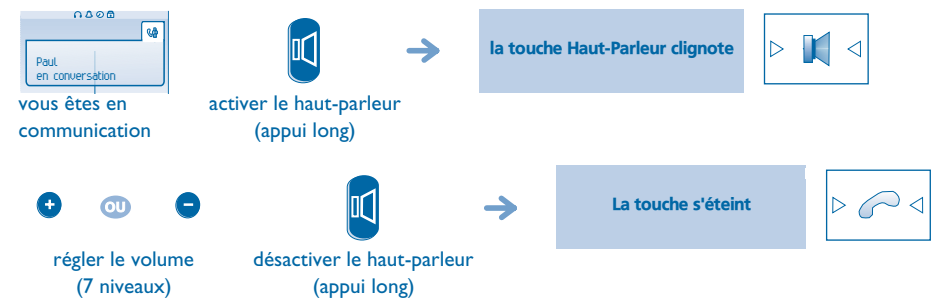 Paul
en conversation
la touche Haut-Parleur clignote
vous êtes en
communication
activer le haut-parleur
(appui long)
+
OU
-
La touche s'éteint
régler le volume
(7 niveaux)
désactiver le haut-parleur
(appui long)